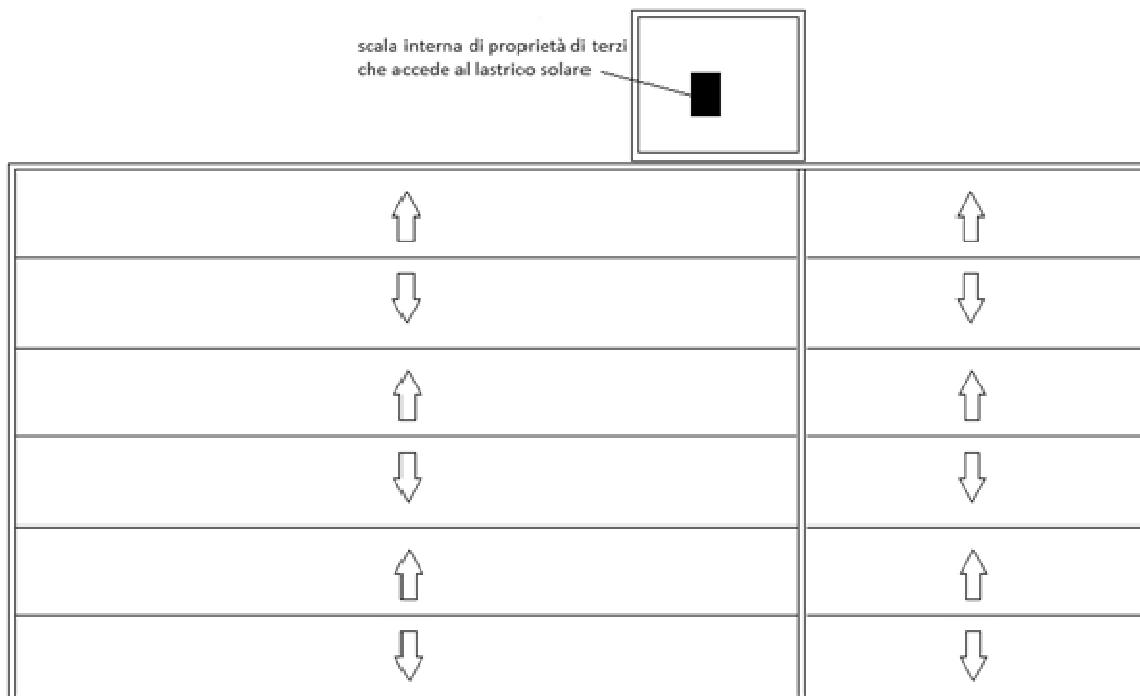 scala interna di proprietà di terzi
che accede al lastrico solare